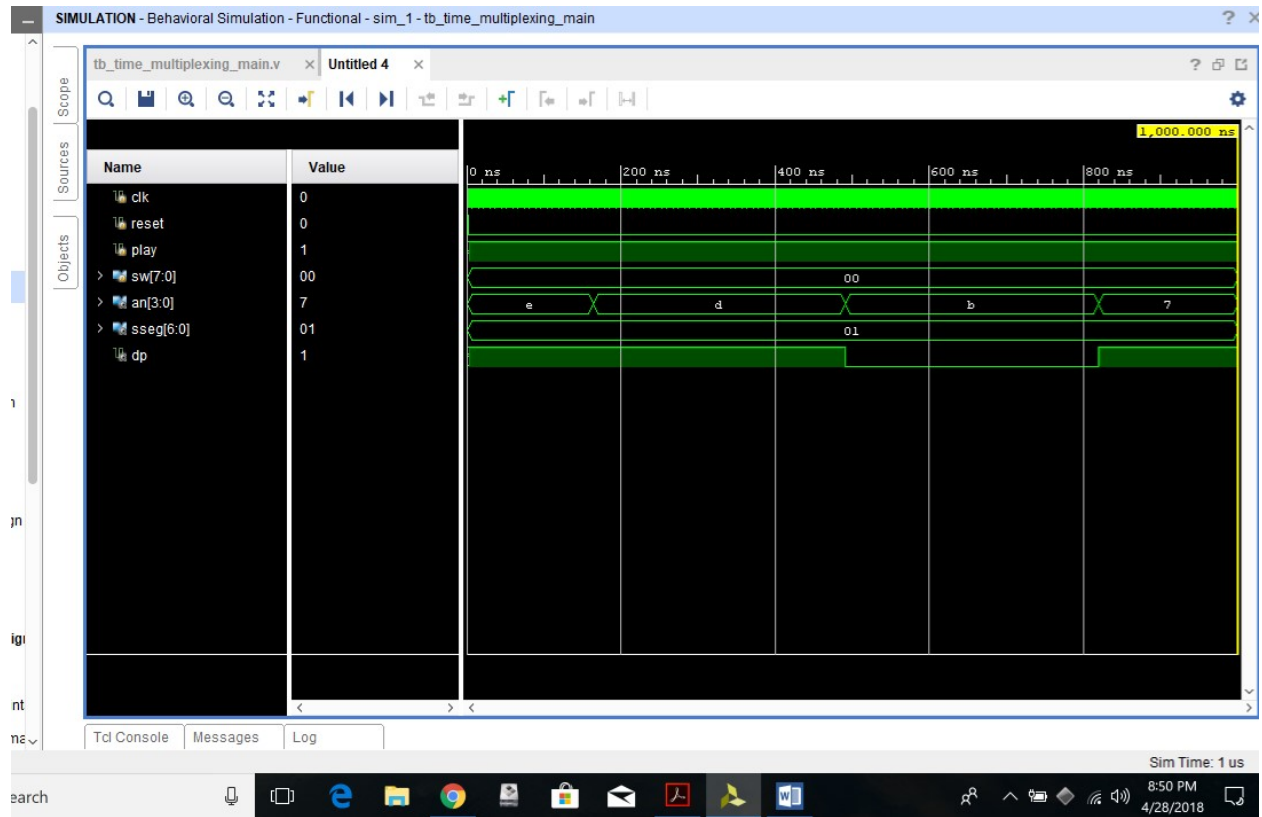 SIMULATION - Behavioral Simulation - Functional - sim_1 - tb_time_multiplexing_main ?
tb_time_multiplexing_main.v × Untitled 4 × ?
Scope
Sources
Objects
1,000.000 ns
Name Value
0 ns 200 ns 400 ns 600 ns 800 ns
clk 0
reset 0
play 1
sw[7:0] 00 00
an[3:0] 7 e d b 7
sseg[6:0] 01 01
dp 1
Tcl Console Messages Log
Sim Time: 1 us
earch
8:50 PM
4/28/2018